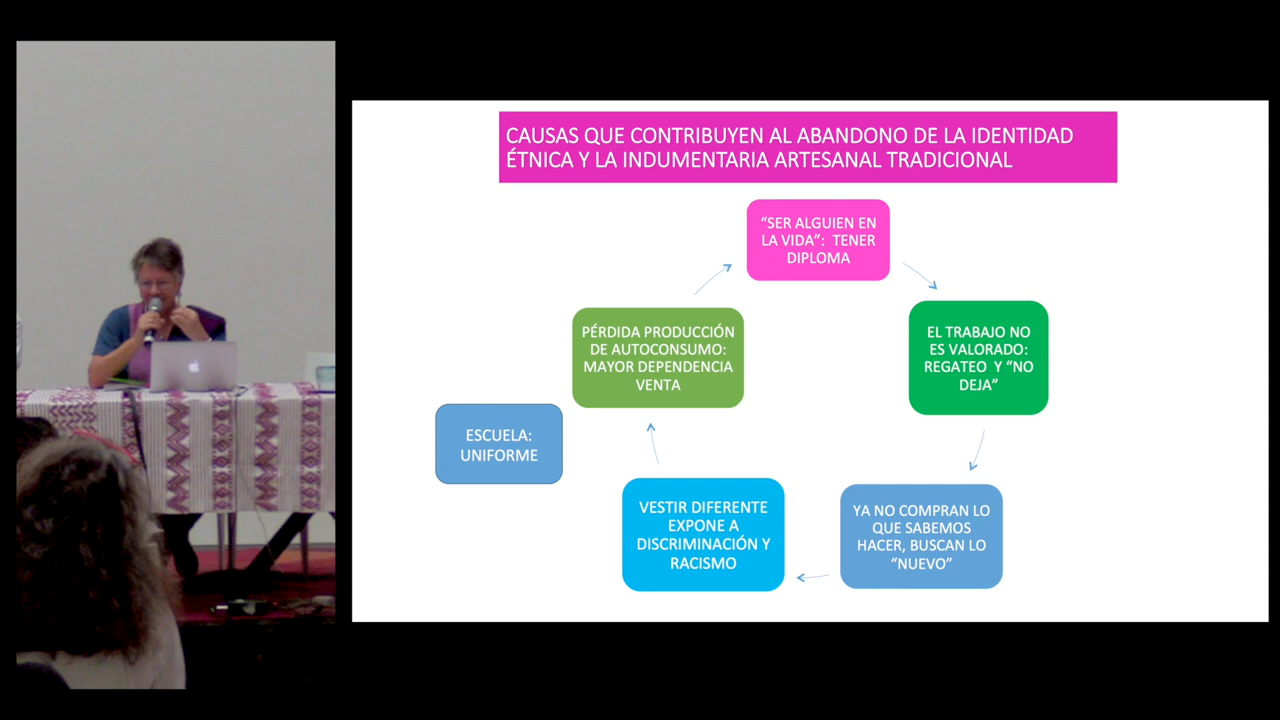 CAUSAS QUE CONTRIBUYEN AL ABANDONO DE LA IDENTIDAD
ÉTNICA Y LA INDUMENTARIA ARTESANAL TRADICIONAL
“SER ALGUIEN EN
LA VIDA”: TENER
DIPLOMA
EL TRABAJO NO
ES VALORADO:
REGATEO Y “NO
DEJA”
YA NO COMPRAN LO
QUE SABEMOS
HACER, BUSCAN LO
“NUEVO”
VESTIR DIFERENTE
EXPONE A
DISCRIMINACIÓN Y
RACISMO
PÉRDIDA PRODUCCIÓN
DE AUTOCONSUMO:
MAYOR DEPENDENCIA
VENTA
ESCUELA:
UNIFORME